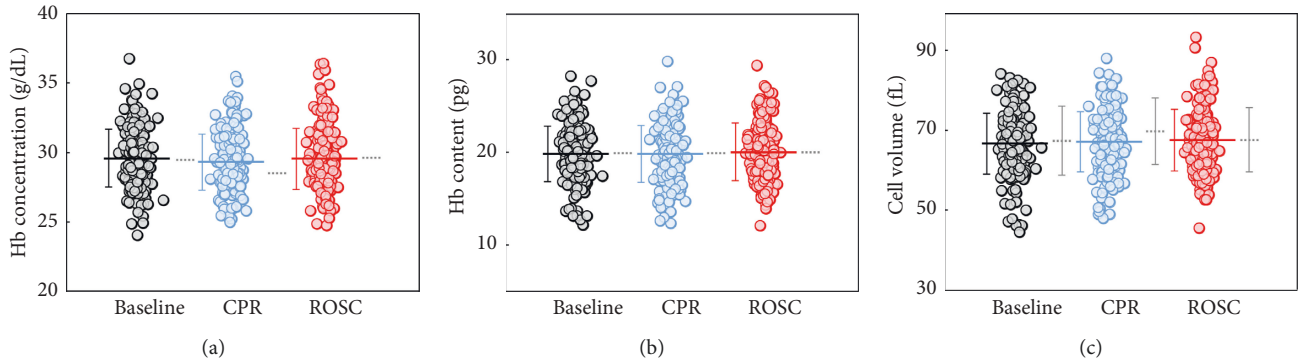 Hb concentration (g/dL)
40
35
30
25
20
Baseline
CPR
ROSC
(a)
Hb content (pg)
30
20
10
Baseline
CPR
ROSC
(b)
Cell volume (fL)
90
70
50
30
Baseline
CPR
ROSC
(c)